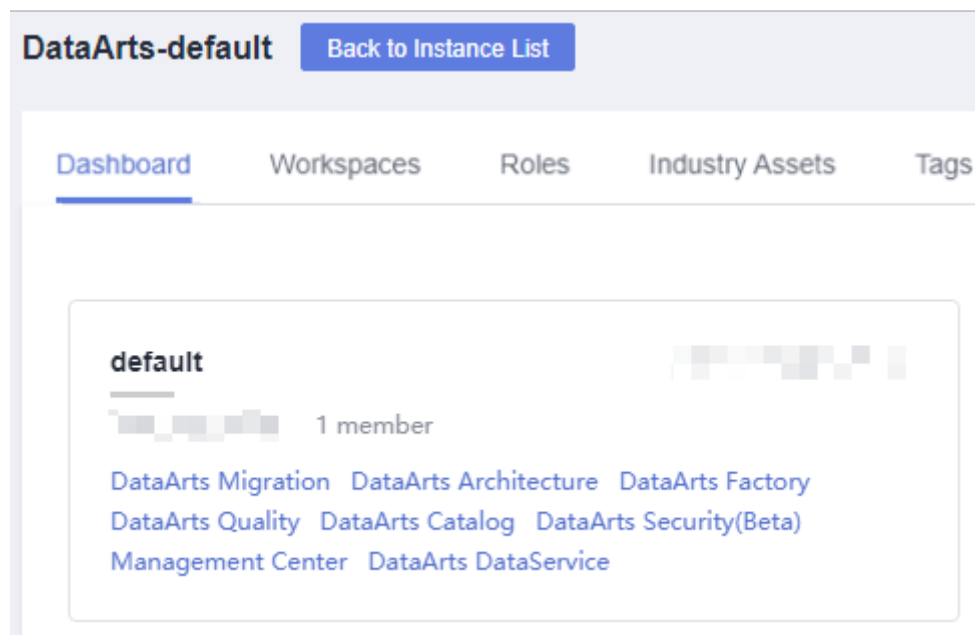 DataArts-default Back to Instance List
Dashboard Workspaces Roles Industry Assets Tags
default
1 member
DataArts Migration DataArts Architecture DataArts Factory
DataArts Quality DataArts Catalog DataArts Security(Beta)
Management Center DataArts DataService